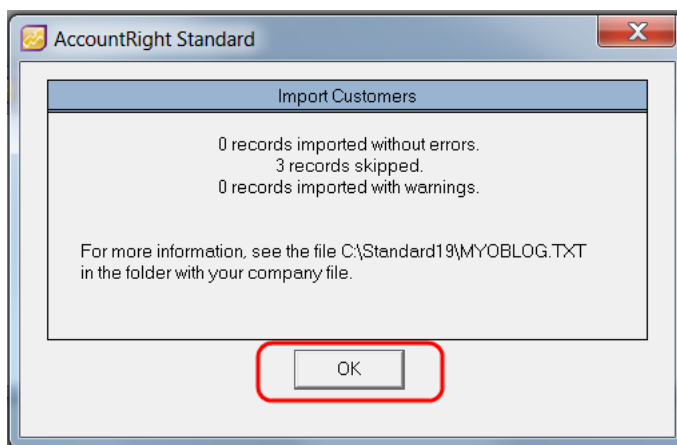 AccountRight Standard
X
Import Customers
0 records imported without errors.
3 records skipped.
0 records imported with warnings.
For more information, see the file C:\Standard19\MYOBLOG.TXT
in the folder with your company file.
OK